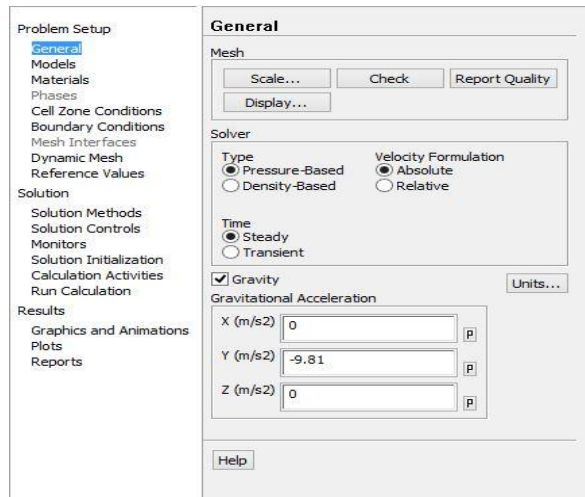 Problem Setup
General
Models
Materials
Phases
Cell Zone Conditions
Boundary Conditions
Mesh Interfaces
Dynamic Mesh
Reference Values
Solution
Solution Methods
Solution Controls
Monitors
Solution Initialization
Calculation Activities
Run Calculation
Results
Graphics and Animations
Plots
Reports
General
Mesh
Scale... Check Report Quality
Display...
Solver
Type Velocity Formulation
Pressure-Based Absolute
Density-Based Relative
Time
Steady
Transient
Gravity Units...
Gravitational Acceleration
X (m/s2) 0 P
Y (m/s2) -9.81 P
Z (m/s2) 0 P
Help